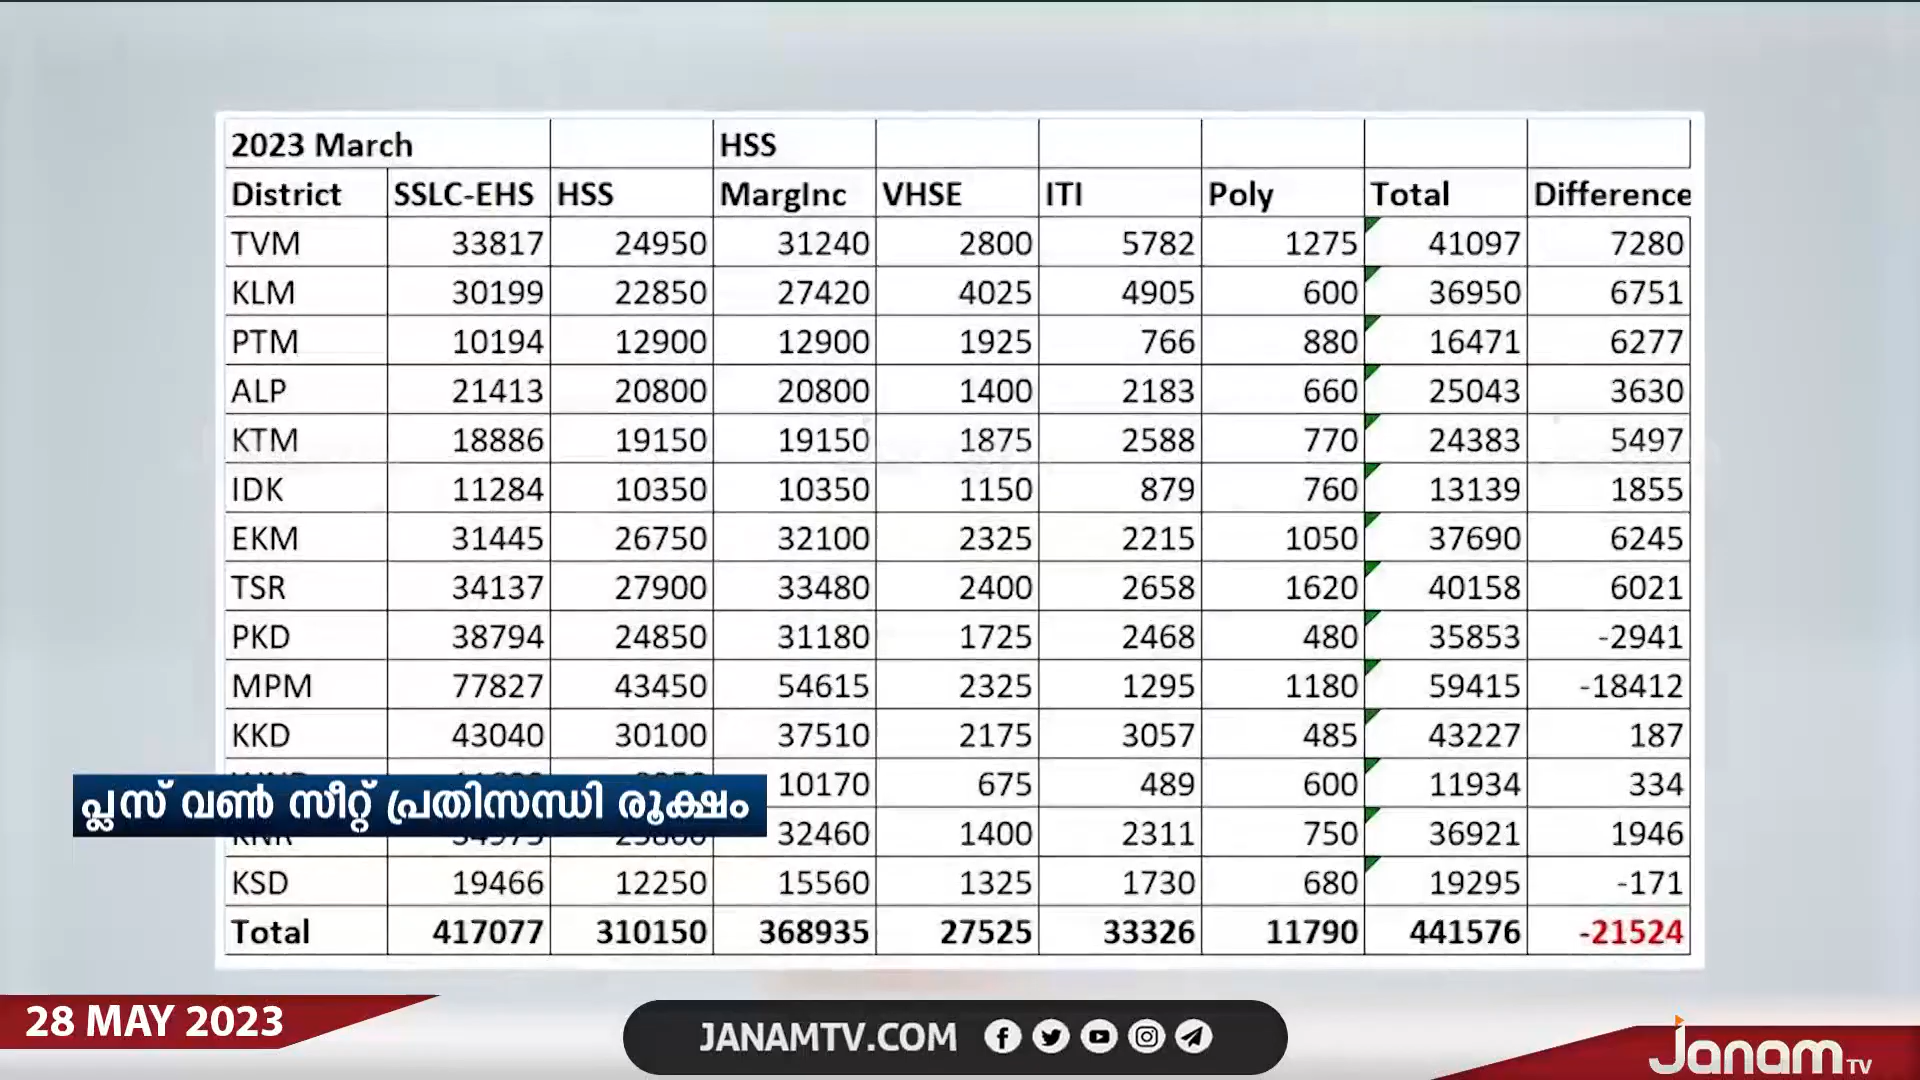 2023 March HSS
District SSLC-EHS HSS MargInc VHSE ITI Poly Total Difference
TVM 33817 24950 31240 2800 5782 1275 41097 7280
KLM 30199 22850 27420 4025 4905 600 36950 6751
PTM 10194 12900 12900 1925 766 880 16471 6277
ALP 21413 20800 20800 1400 2183 660 25043 3630
KTM 18886 19150 19150 1875 2588 770 24383 5497
IDK 11284 10350 10350 1150 879 760 13139 1855
EKM 31445 26750 32100 2325 2215 1050 37690 6245
TSR 34137 27900 33480 2400 2658 1620 40158 6021
PKD 38794 24850 31180 1725 2468 480 35853 -2941
MPM 77827 43450 54615 2325 1295 1180 59415 -18412
KKD 43040 30100 37510 2175 3057 485 43227 187
10170 675 489 600 11934 334
പ്ലസ് വൺ സീറ്റ് പ്രതിസന്ധി രൂക്ഷം
32460 1400 2311 750 36921 1946
KSD 19466 12250 15560 1325 1730 680 19295 -171
Total 417077 310150 368935 27525 33326 11790 441576 -21524
28 MAY 2023
JANAMTV.COM
Janam TV